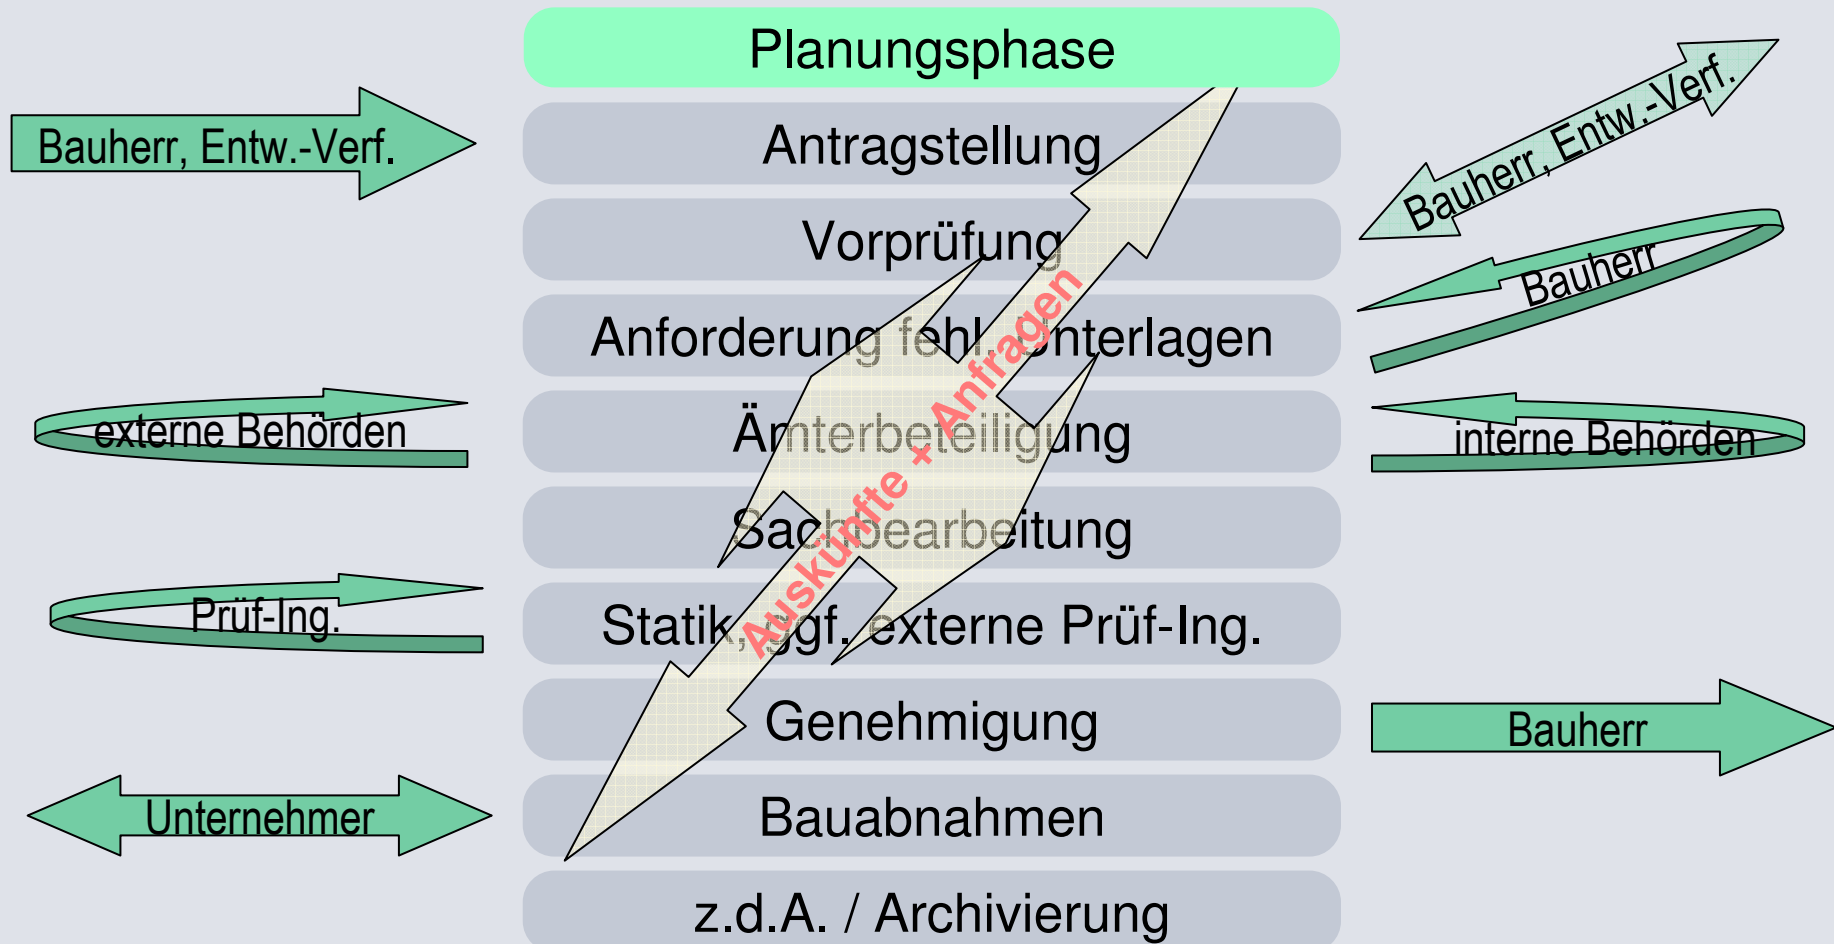 Planungsphase
Bauherr, Entw.-Verf.
Antragstellung
Bauherr, Entw.-Verf.
Vorprüfung
Bauherr
Anforderung fehl. Unterlagen
externe Behörden
Ämterbeteiligung
interne Behörden
Auskünfte + Anfragen
Sachbearbeitung
Prüf-Ing.
Statik, ggf. externe Prüf-Ing.
Genehmigung
Bauherr
Unternehmer
Bauabnahmen
z.d.A. / Archivierung